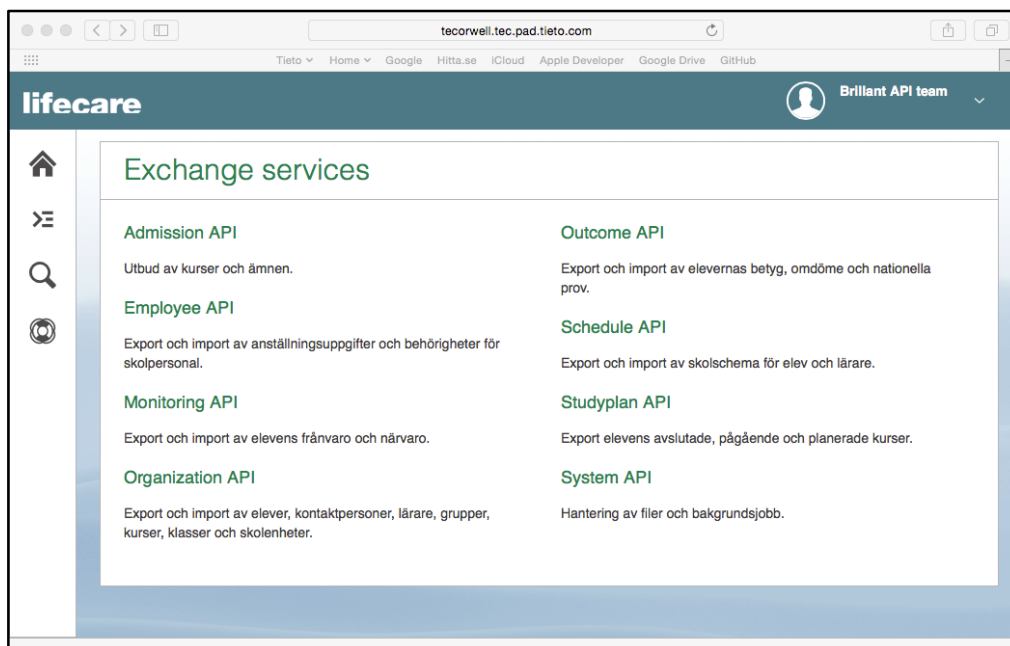 tecorwell.tec.pad.tieto.com
Tieto Home Google Hitta.se iCloud Apple Developer Google Drive GitHub
lifecare
Brillant API team
Exchange services
Admission API
Utbud av kurser och ämnen.
Employee API
Export och import av anställningsuppgifter och behörigheter för
skolpersonal.
Monitoring API
Export och import av elevens frånvaro och närvaro.
Organization API
Export och import av elever, kontaktpersoner, lärare, grupper,
kurser, klasser och skolenheter.
Outcome API
Export och import av elevernas betyg, omdöme och nationella
prov.
Schedule API
Export och import av skolschema för elev och lärare.
Studyplan API
Export elevens avslutade, pågående och planerade kurser.
System API
Hantering av filer och bakgrundsjobb.